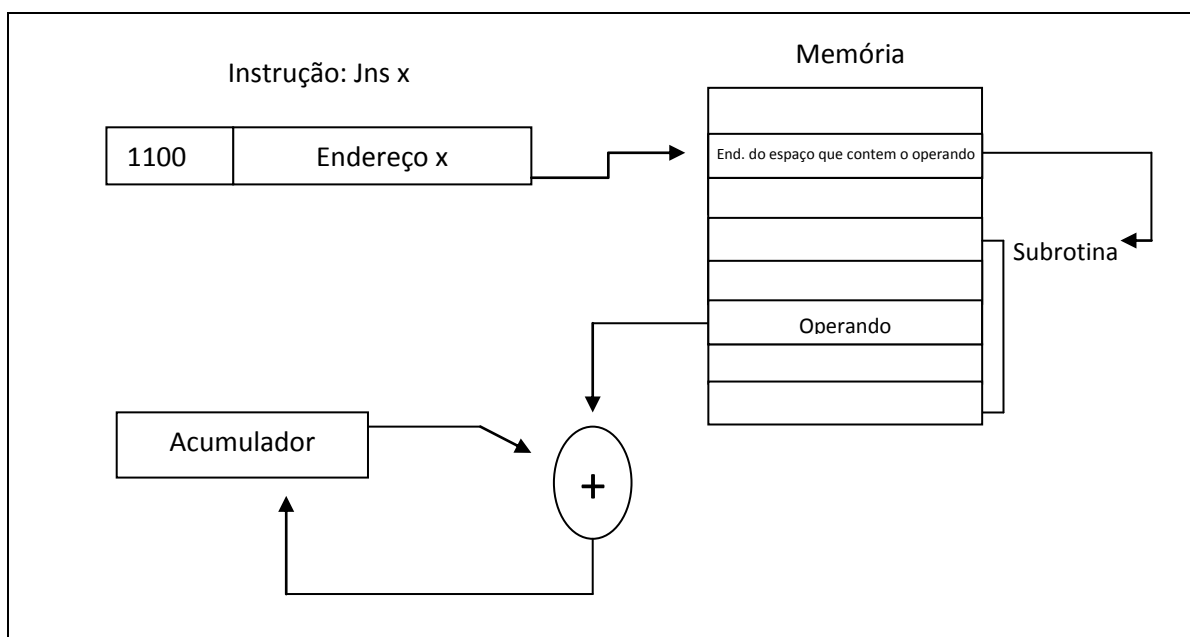 Memória
Instrução: Jns x
1100 Endereço x
End. do espaço que contem o operando
Subrotina
Operando
Acumulador
+